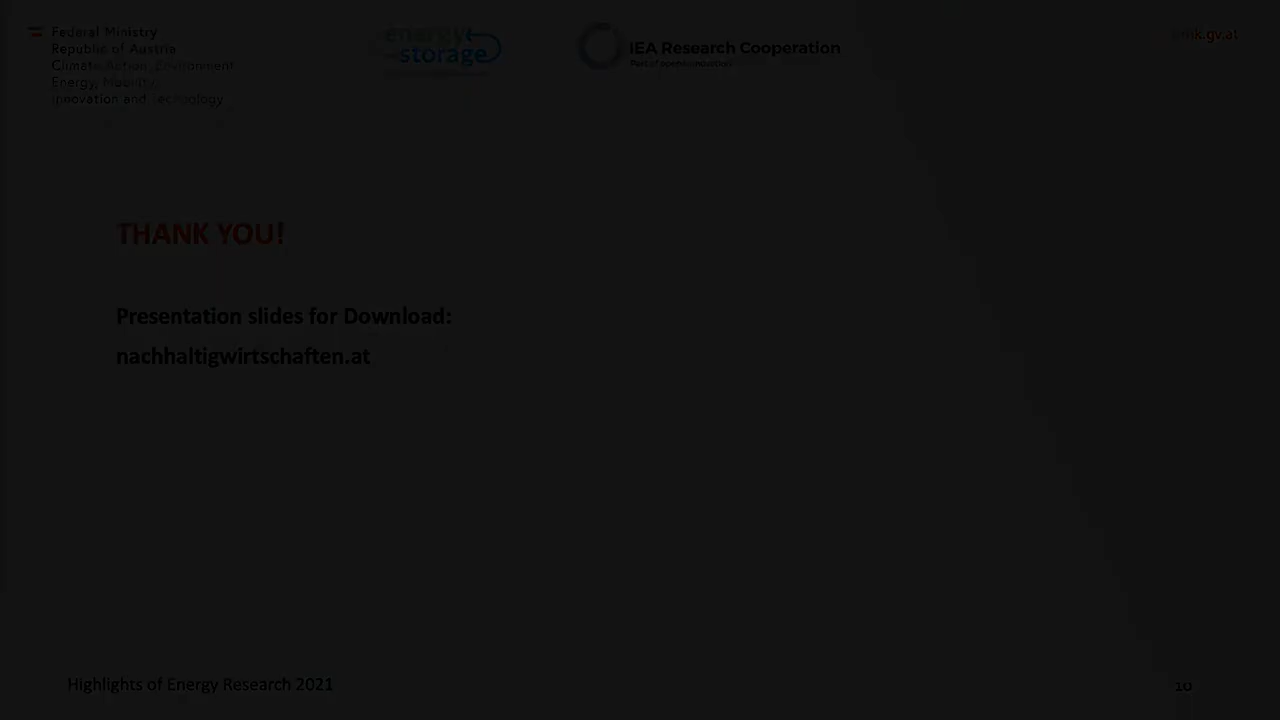 Federal Ministry
Republic of Austria
Climate Action, Environment
Energy, Mobility,
Innovation and Technology
energy
storage
IEA Research Cooperation
Part of open4innovation
bmk.gv.at
THANK YOU!
Presentation slides for Download:
nachhaltigwirtschaften.at
Highlights of Energy Research 2021
10